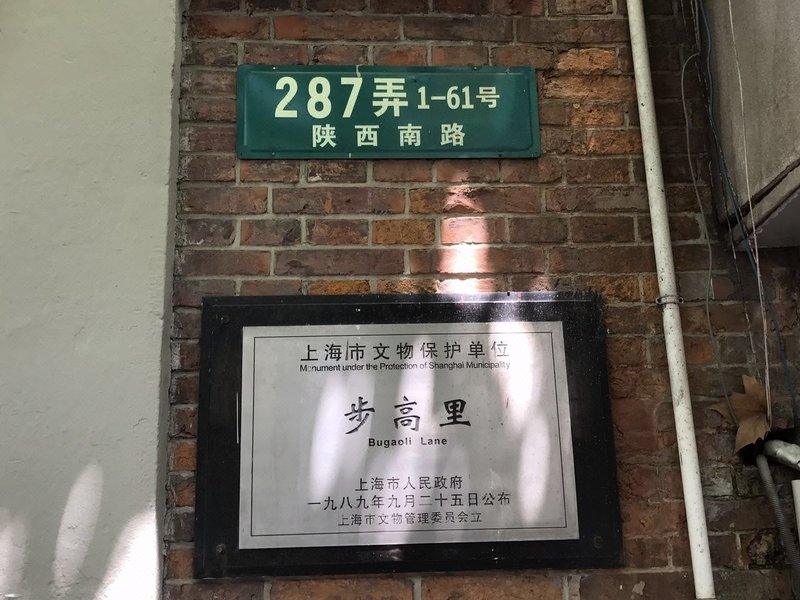 287弄 1-61号
陕西南路
上海市文物保护单位
Monument under the Protection of Shanghai Municipality
步高里
Bugaoli Lane
上海市人民政府
一九八九年九月二十五日公布
上海市文物管理委员会立